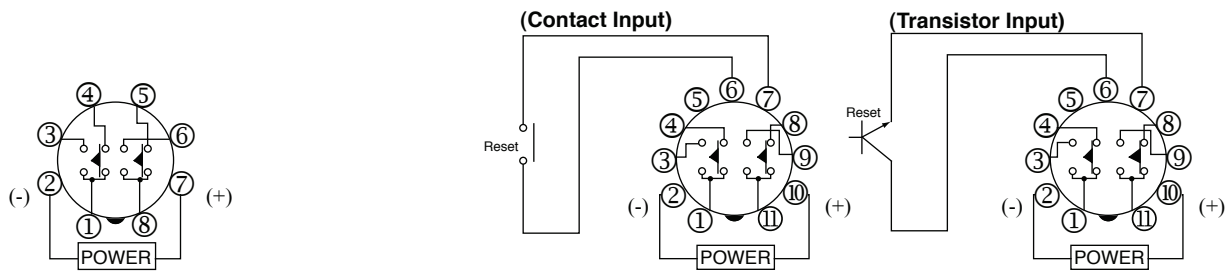 (Contact Input)
(Transistor Input)
4 5
3 6
2 7
(-) (+)
1 8
POWER
Reset
5 6 7
4 8
3 9
2 10
(-) (+)
1 11
POWER
Reset
5 6 7
4 8
3 9
2 10
(-) (+)
1 11
POWER